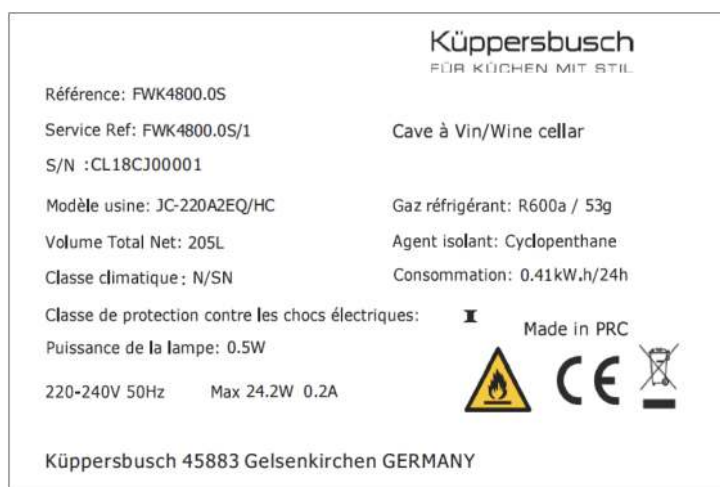 Küppersbusch
FÜR KÜCHEN MIT STIL
Référence: FWK4800.0S
Service Ref: FWK4800.0S/1
Cave à Vin/Wine cellar
S/N :CL18CJ00001
Modèle usine: JC-220A2EQ/HC
Gaz réfrigérant: R600a / 53g
Volume Total Net: 205L
Agent isolant: Cyclopenthane
Classe climatique: N/SN
Consommation: 0.41kW.h/24h
Classe de protection contre les chocs électriques: I
Made in PRC
Puissance de la lampe: 0.5W
CE
220-240V 50Hz Max 24.2W 0.2A
Küppersbusch 45883 Gelsenkirchen GERMANY